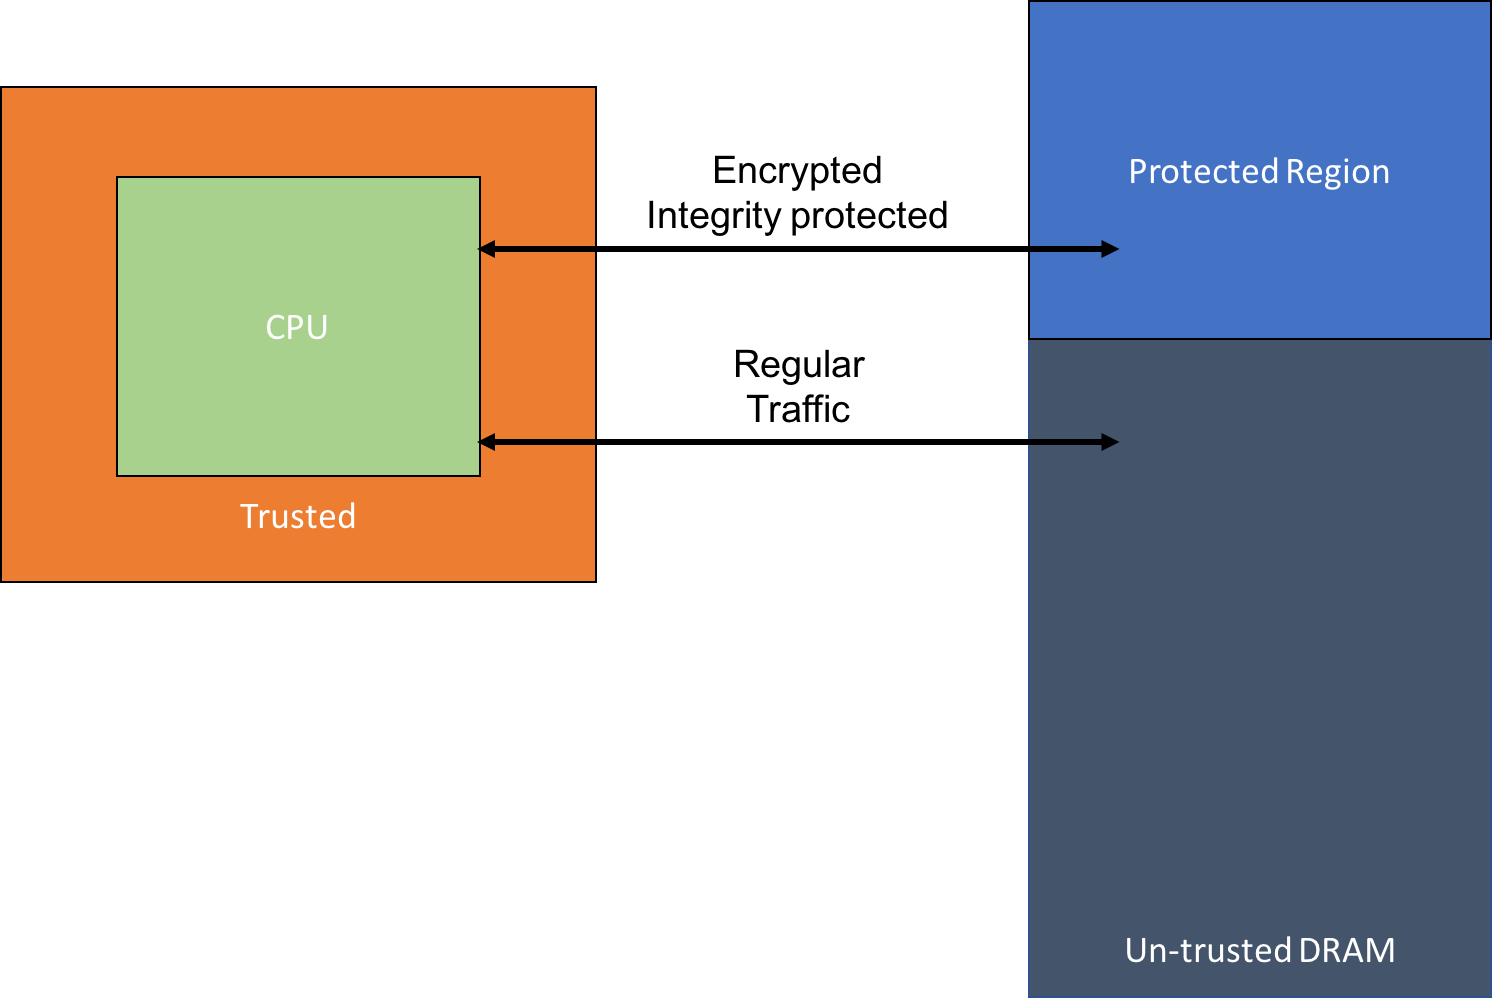 Encrypted
Integrity protected
Protected Region
CPU
Regular
Traffic
Trusted
Un-trusted DRAM